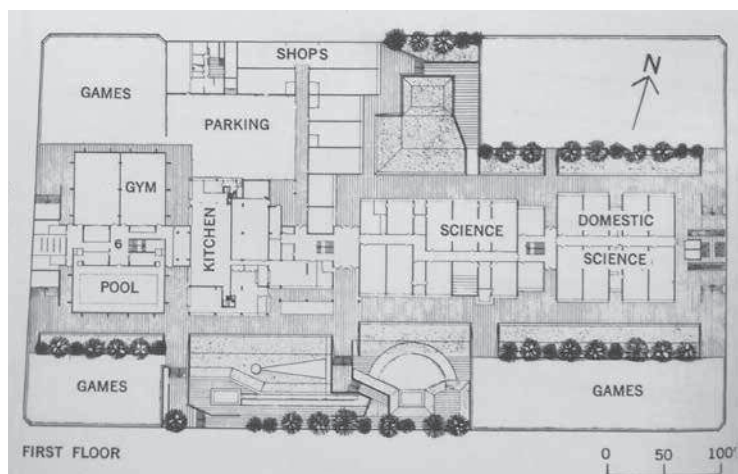 SHOPS
GAMES
N
PARKING
GYM
DOMESTIC
SCIENCE
SCIENCE
KITCHEN
6
POOL
GAMES
GAMES
FIRST FLOOR
0 50 100'